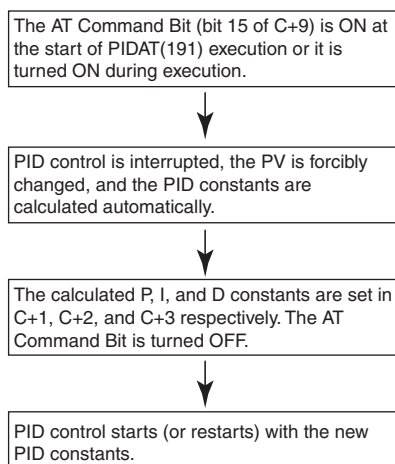 The AT Command Bit (bit 15 of C+9) is ON at
the start of PIDAT(191) execution or it is
turned ON during execution.
PID control is interrupted, the PV is forcibly
changed, and the PID constants are
calculated automatically.
The calculated P, I, and D constants are set in
C+1, C+2, and C+3 respectively. The AT
Command Bit is turned OFF.
PID control starts (or restarts) with the new
PID constants.